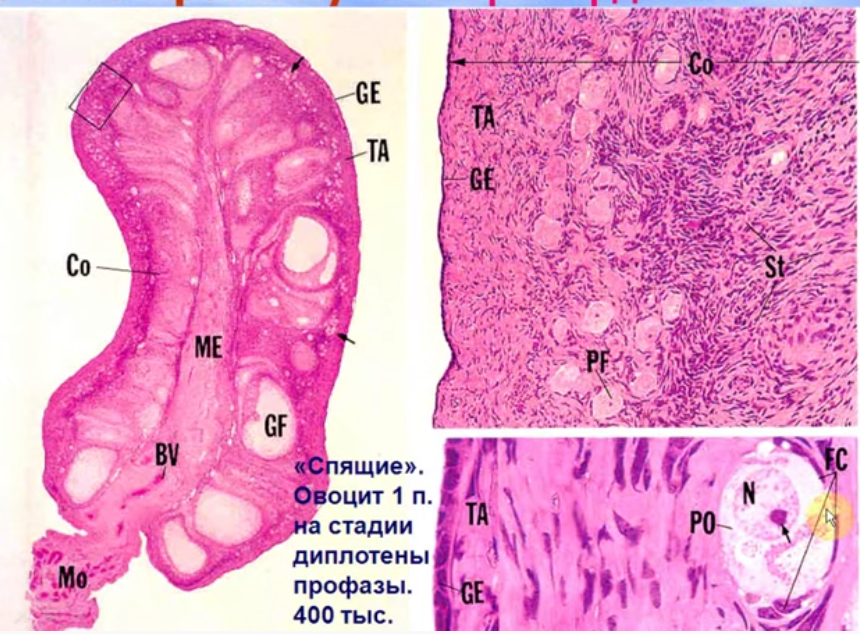 GE
TA
Co
ME
GF
BV
Mo
«Спящие».
Овоцит 1 п.
на стадии
диплотены
профазы.
400 тыс.
Co
TA
GE
St
PF
FC
TA
N
PO
GE